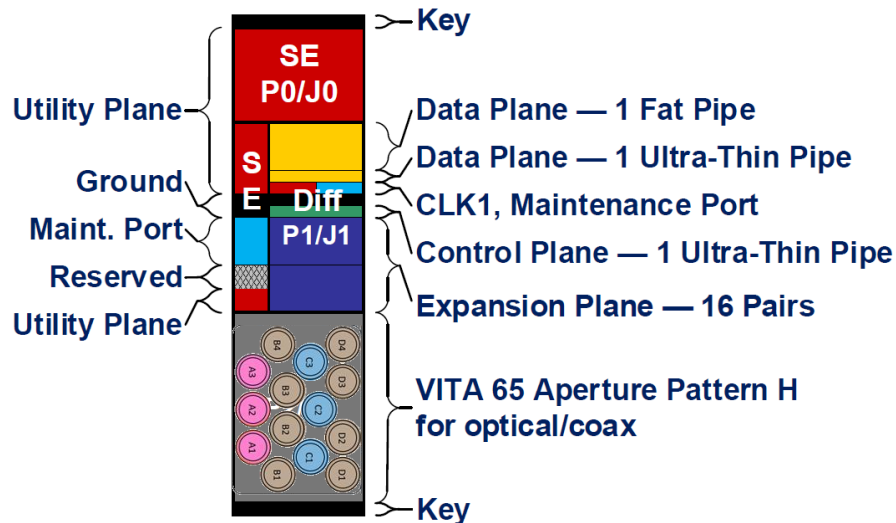 Key
SE
P0/J0
Utility Plane
Data Plane — 1 Fat Pipe
Data Plane — 1 Ultra-Thin Pipe
S
E
Ground
CLK1, Maintenance Port
Diff
P1/J1
Maint. Port
Control Plane — 1 Ultra-Thin Pipe
Reserved
Expansion Plane — 16 Pairs
Utility Plane
B4
D4
C3
A3
D3
B3
A2
C2
VITA 65 Aperture Pattern H
for optical/coax
B2
D2
A1
C1
B1
D1
Key